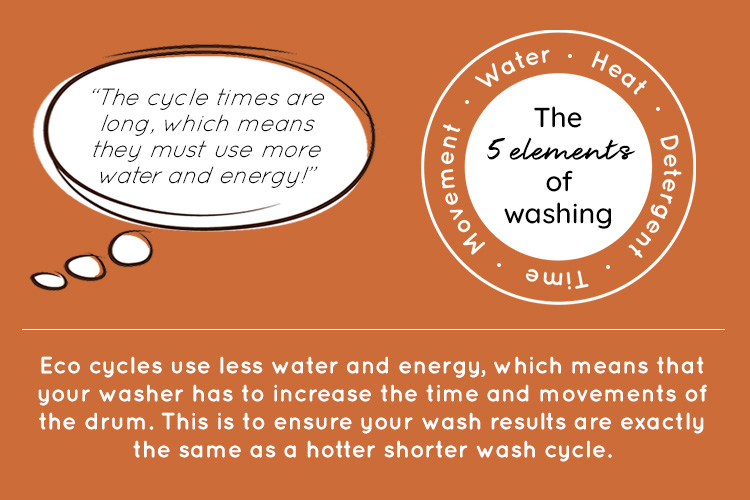 “The cycle times are
long, which means
they must use more
water and energy!”
Water · Heat · Detergent · Time · Movement ·
The
5 elements
of
washing
Eco cycles use less water and energy, which means that
your washer has to increase the time and movements of
the drum. This is to ensure your wash results are exactly
the same as a hotter shorter wash cycle.